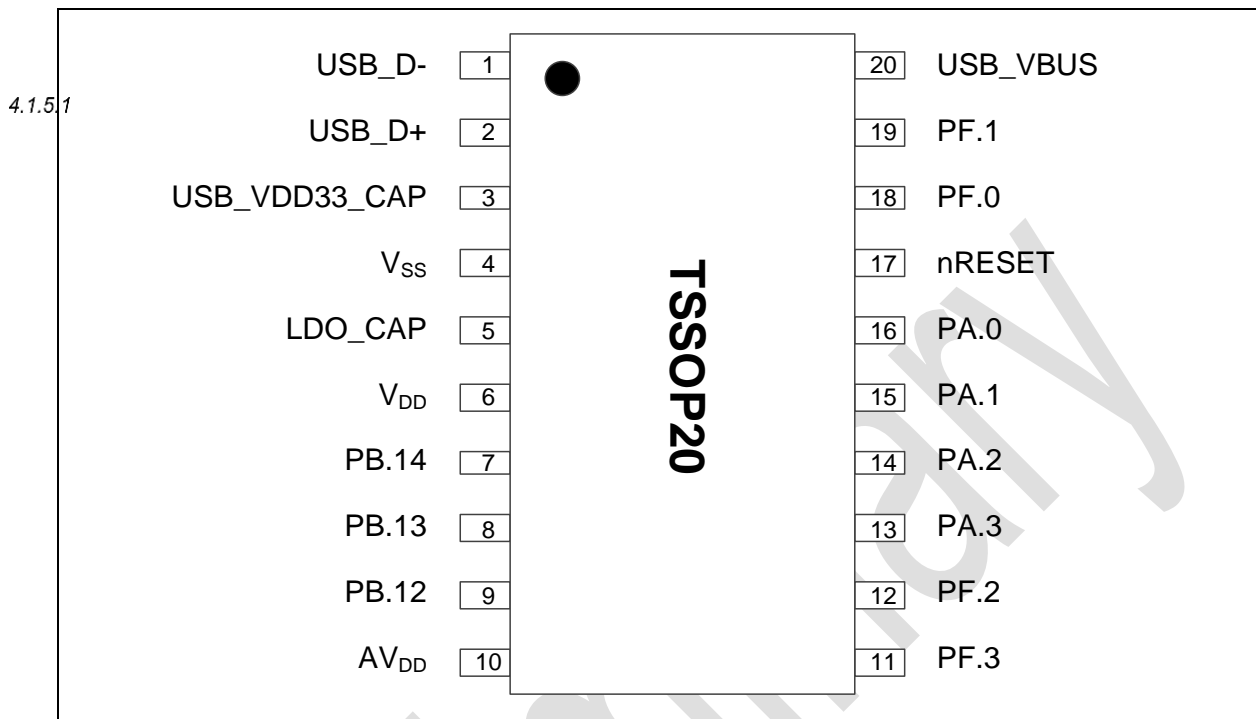 4.1.5.1
USB_D- 1 20 USB_VBUS
USB_D+ 2 19 PF.1
USB_VDD33_CAP 3 18 PF.0
VSS 4 17 nRESET
LDO_CAP 5 16 PA.0
VDD 6 15 PA.1
PB.14 7 14 PA.2
PB.13 8 13 PA.3
PB.12 9 12 PF.2
AVDD 10 11 PF.3
TSSOP20